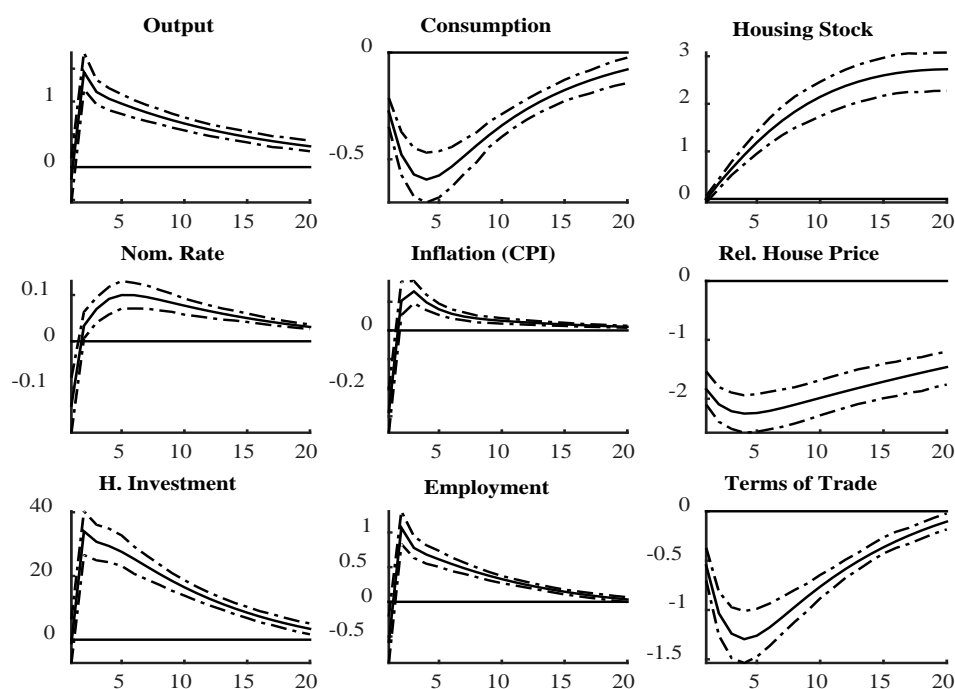 Output
1
0
5 10 15 20
Consumption
0
-0.5
5 10 15 20
Housing Stock
3
2
1
0
5 10 15 20
Nom. Rate
0.1
0
-0.1
5 10 15 20
Inflation (CPI)
0
-0.2
5 10 15 20
Rel. House Price
0
-1
-2
5 10 15 20
H. Investment
40
20
0
5 10 15 20
Employment
1
0.5
0
-0.5
5 10 15 20
Terms of Trade
0
-0.5
-1
-1.5
5 10 15 20